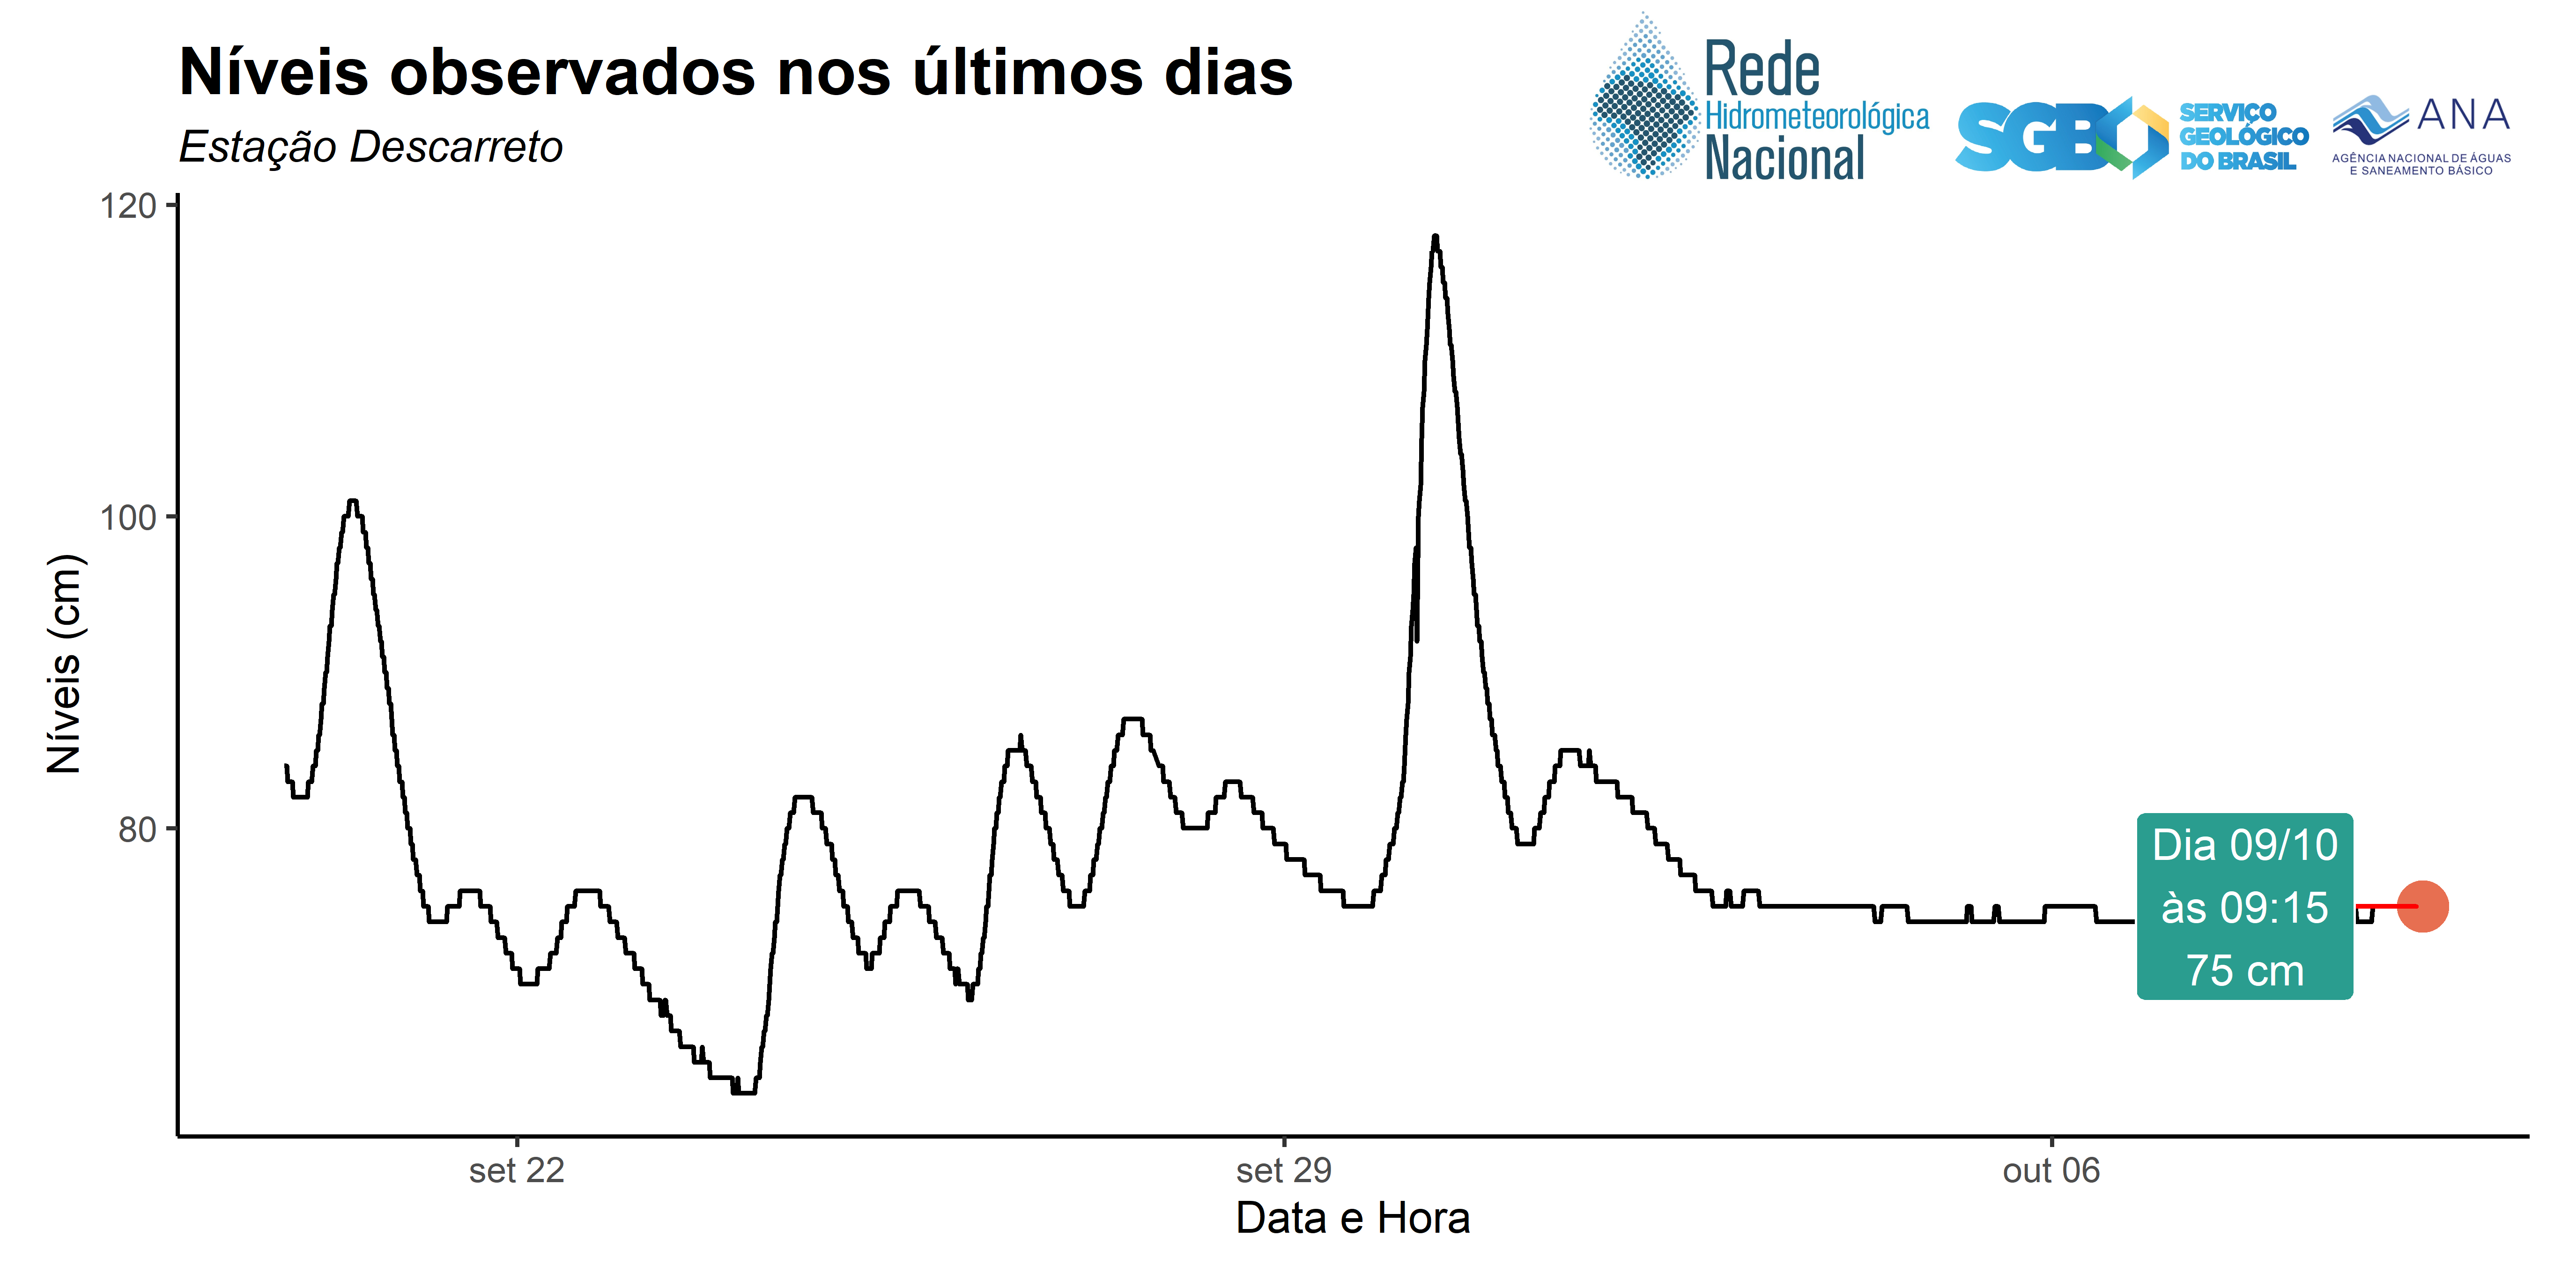 Níveis observados nos últimos dias
Estação Descarreto
Rede
Hidrometeorológica
Nacional
SGB
SERVIÇO
GEOLÓGICO
DO BRASIL
ANA
AGÊNCIA NACIONAL DE ÁGUAS
E SANEAMENTO BÁSICO
Níveis (cm)
120
100
80
Dia 09/10
às 09:15
75 cm
set 22
set 29
out 06
Data e Hora